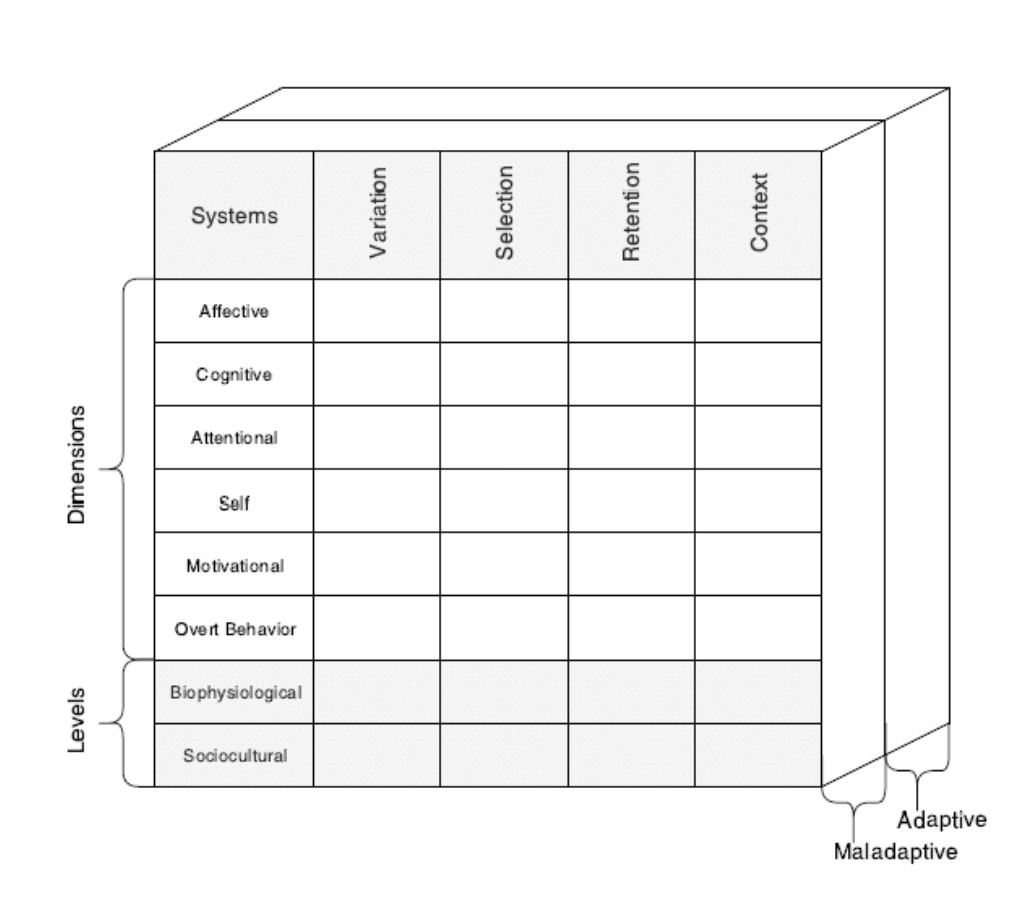 Systems
Variation
Selection
Retention
Context
Dimensions
Affective
Cognitive
Attentional
Self
Motivational
Overt Behavior
Levels
Biophysiological
Sociocultural
Adaptive
Maladaptive